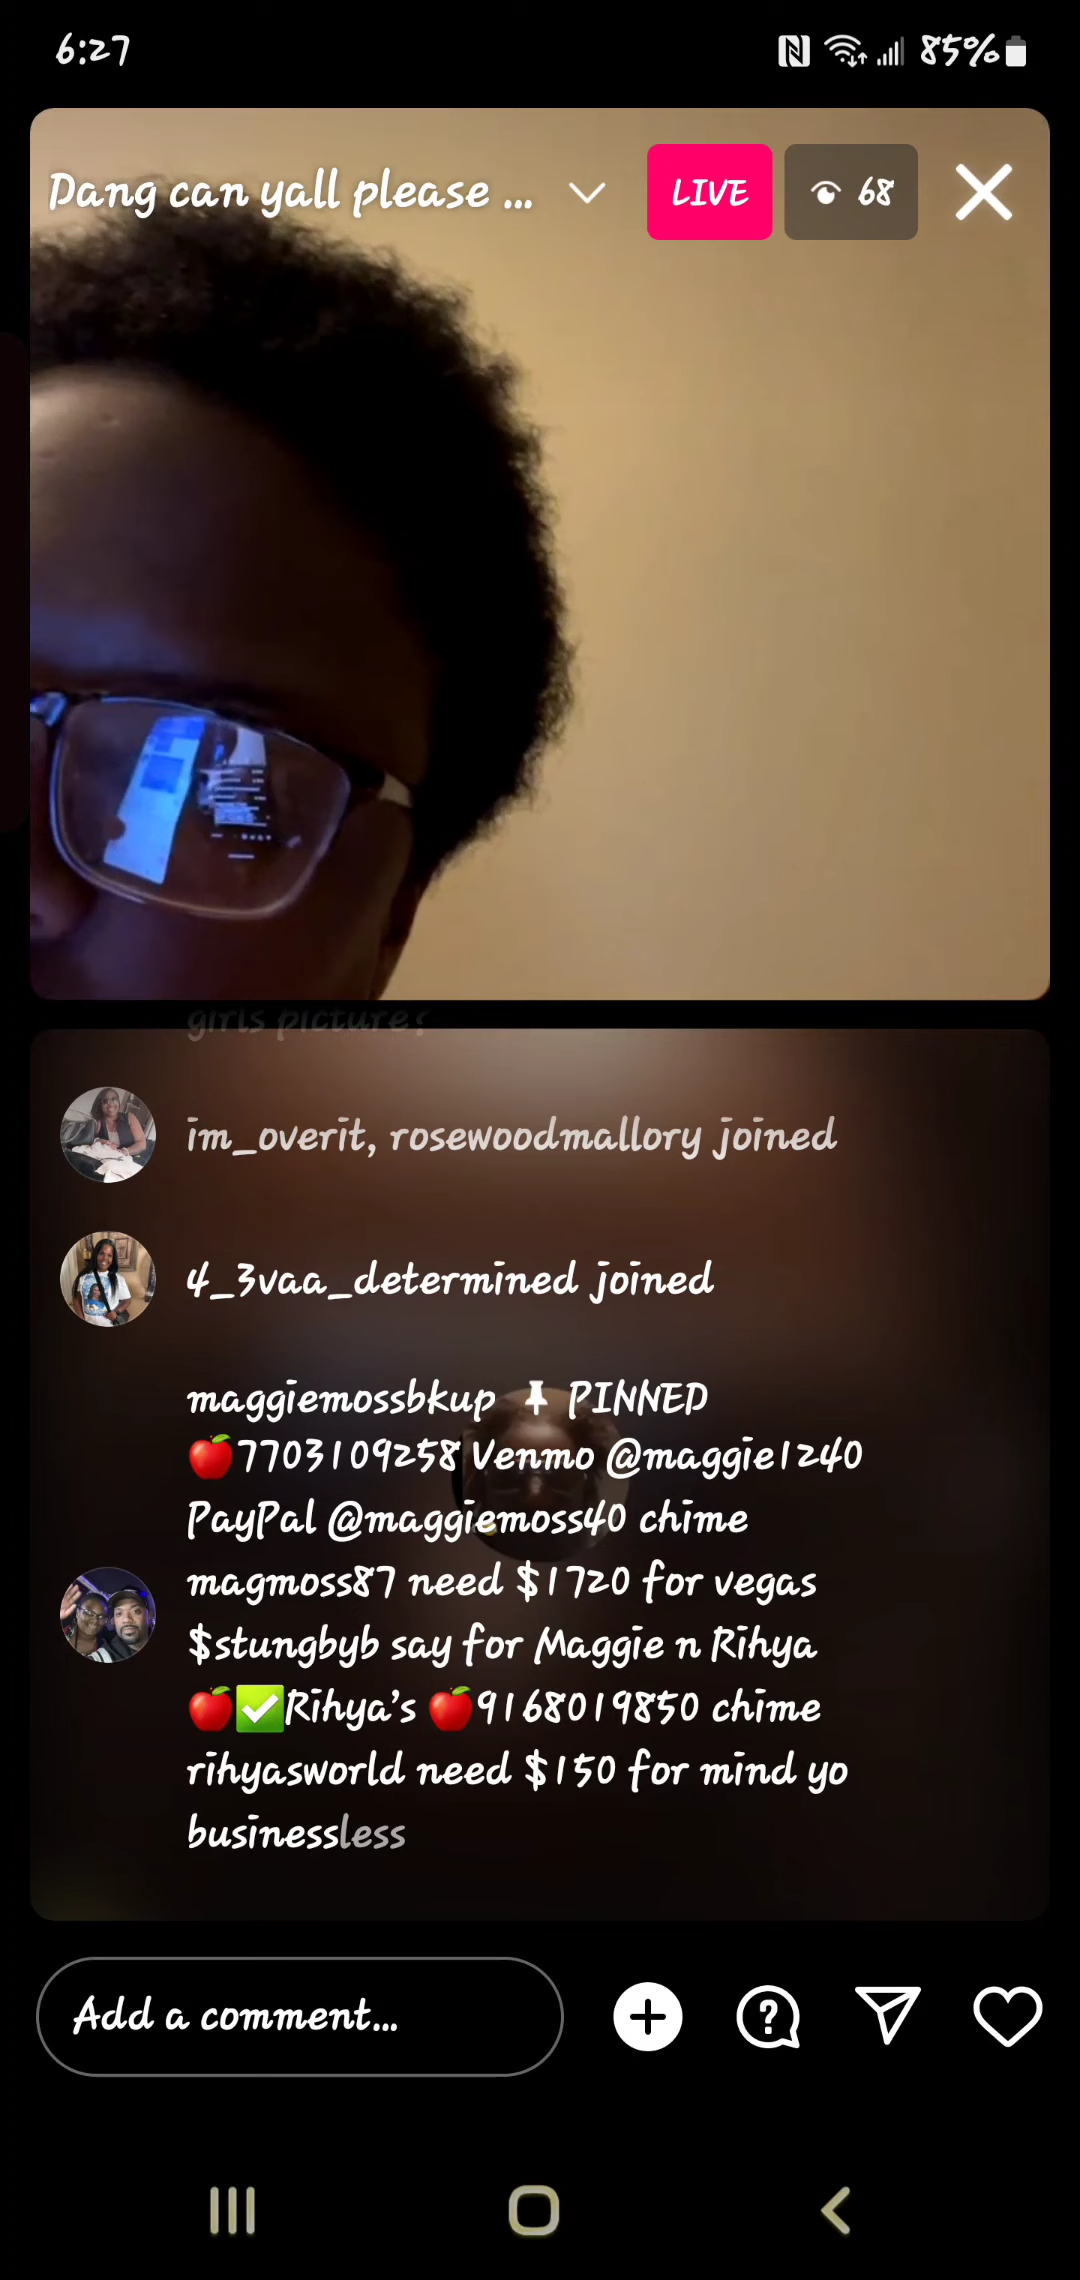 6:27
85%
Dang can yall please ...
LIVE
68
girls picture?
im_overit, rosewoodmallory joined
4_3vaa_determined joined
maggiemossbkup 📌 PINNED
🍎7703109258 Venmo @maggie1240
PayPal @maggiemoss40 chime
magmoss87 need $1720 for vegas
$stungbyb say for Maggie n Rihya
🍎✅Rihya's 🍎9168019850 chime
rihyasworld need $150 for mind yo
businessless
Add a comment...